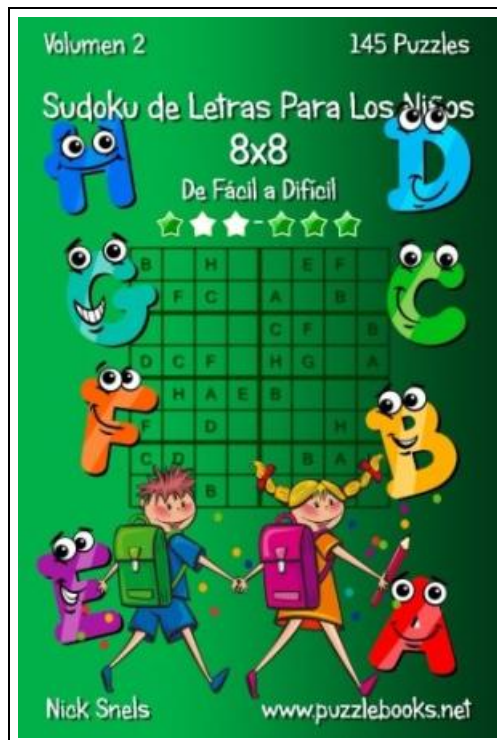 Volumen 2
145 Puzzles
Sudoku de Letras Para Los Niños
8x8
De Fácil a Difícil
H
D
G
C
B H E F
F C A B
C F B
D C F H G A
H A E B
F D H
C D B A
B
F
B
E
A
Nick Snels
www.puzzlebooks.net